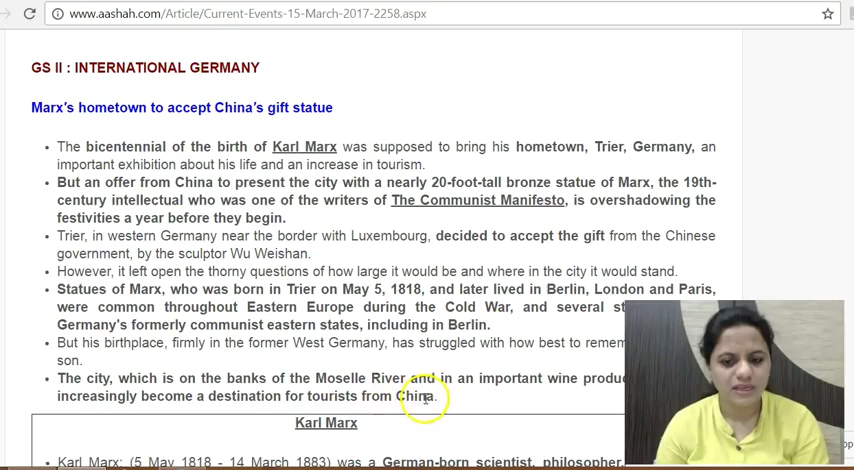 www.aashah.com/Article/Current-Events-15-March-2017-2258.aspx
GS II : INTERNATIONAL GERMANY
Marx's hometown to accept China's gift statue
• The bicentennial of the birth of Karl Marx was supposed to bring his hometown, Trier, Germany, an
important exhibition about his life and an increase in tourism.
• But an offer from China to present the city with a nearly 20-foot-tall bronze statue of Marx, the 19th-
century intellectual who was one of the writers of The Communist Manifesto, is overshadowing the
festivities a year before they begin.
• Trier, in western Germany near the border with Luxembourg, decided to accept the gift from the Chinese
government, by the sculptor Wu Weishan.
• However, it left open the thorny questions of how large it would be and where in the city it would stand.
• Statues of Marx, who was born in Trier on May 5, 1818, and later lived in Berlin, London and Paris,
were common throughout Eastern Europe during the Cold War, and several
Germany's formerly communist eastern states, including in Berlin.
• But his birthplace, firmly in the former West Germany, has struggled with how best to
son.
• The city, which is on the banks of the Moselle River and in an important wine
increasingly become a destination for tourists from China.
Karl Marx
• Karl Marx: (5 May 1818 - 14 March 1883) was a German-born scientist, philosopher,